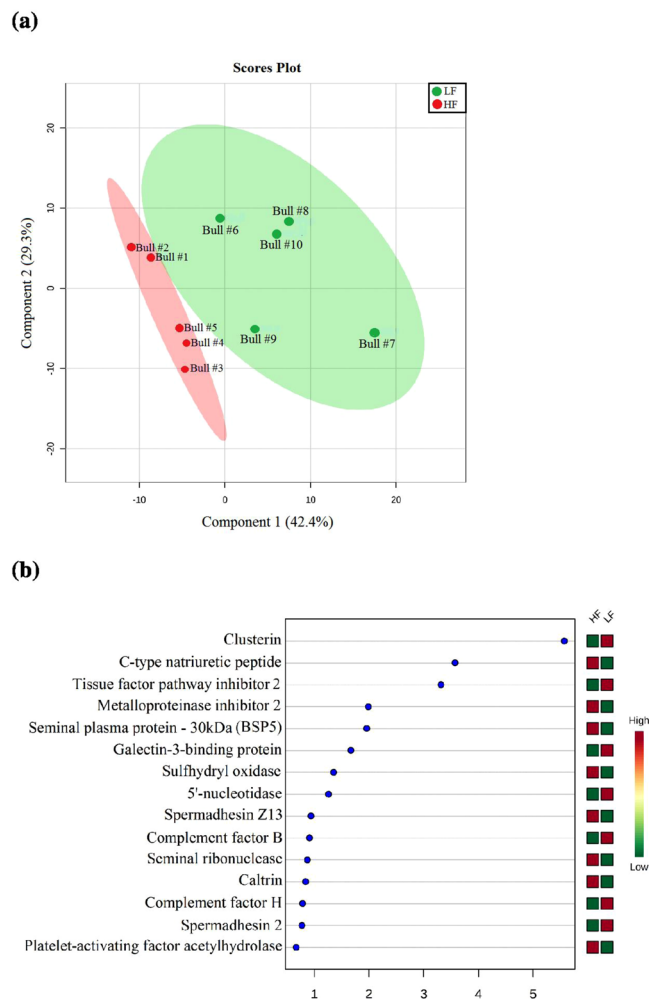 (a)
Scores Plot
LF
HF
20
10
0
-10
-20
Component 2 (29.3%)
Bull #8
Bull #6
Bull #10
Bull #2
Bull #1
Bull #5
Bull #4
Bull #9
Bull #7
Bull #3
-10
0
10
20
Component 1 (42.4%)
(b)
HF
LF
Clusterin
C-type natriuretic peptide
Tissue factor pathway inhibitor 2
Metalloproteinase inhibitor 2
Seminal plasma protein - 30kDa (BSP5)
Galectin-3-binding protein
Sulfhydryl oxidase
5'-nucleotidase
Spermadhesin Z13
Complement factor B
Seminal ribonuclease
Caltrin
Complement factor H
Spermadhesin 2
Platelet-activating factor acetylhydrolase
High
Low
1
2
3
4
5